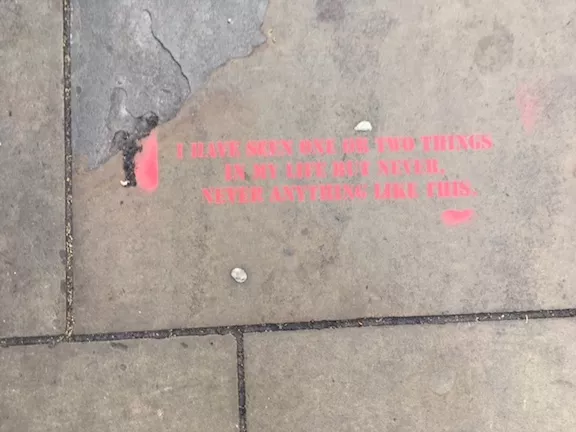 I HAVE SEEN ONE OR TWO THINGS
IN MY LIFE BUT NEVER,
NEVER ANYTHING LIKE THIS.